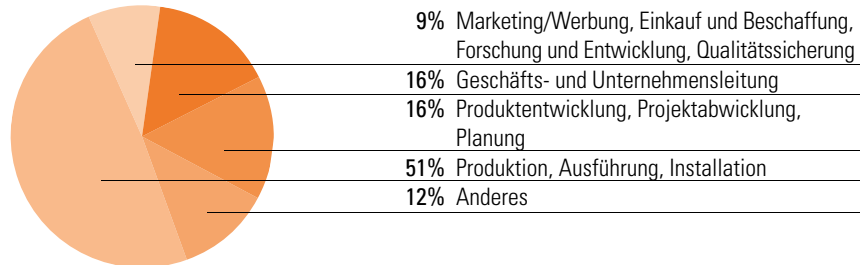 9% Marketing/Werbung, Einkauf und Beschaffung,
Forschung und Entwicklung, Qualitätssicherung
16% Geschäfts- und Unternehmensleitung
16% Produktentwicklung, Projektabwicklung,
Planung
51% Produktion, Ausführung, Installation
12% Anderes